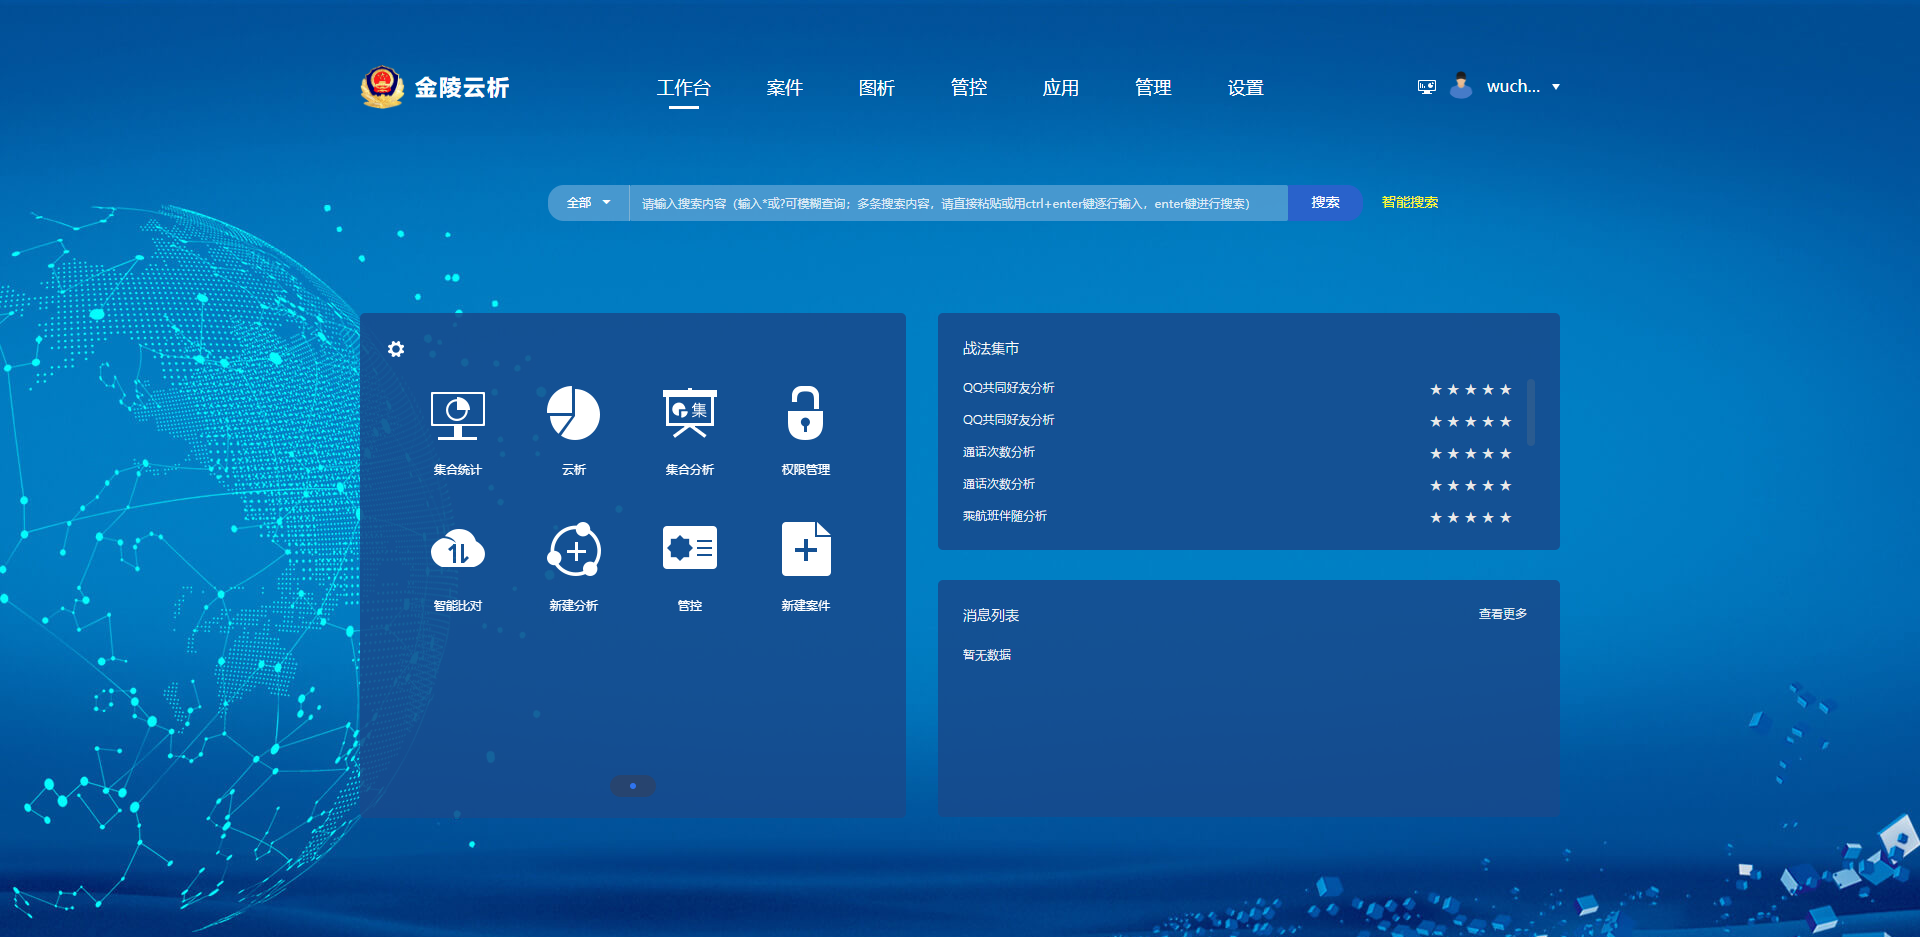 金陵云析
工作台 案件 图析 管控 应用 管理 设置
wuch...
全部 请输入搜索内容（输入*或?可模糊查询；多条搜索内容，请直接粘贴或用ctrl+enter键逐行输入，enter键进行搜索） 搜索 智能搜索
集
集合统计 云析 集合分析 权限管理
智能比对 新建分析 管控 新建案件
战法集市
QQ共同好友分析
QQ共同好友分析
通话次数分析
通话次数分析
乘航班伴随分析
消息列表 查看更多
暂无数据